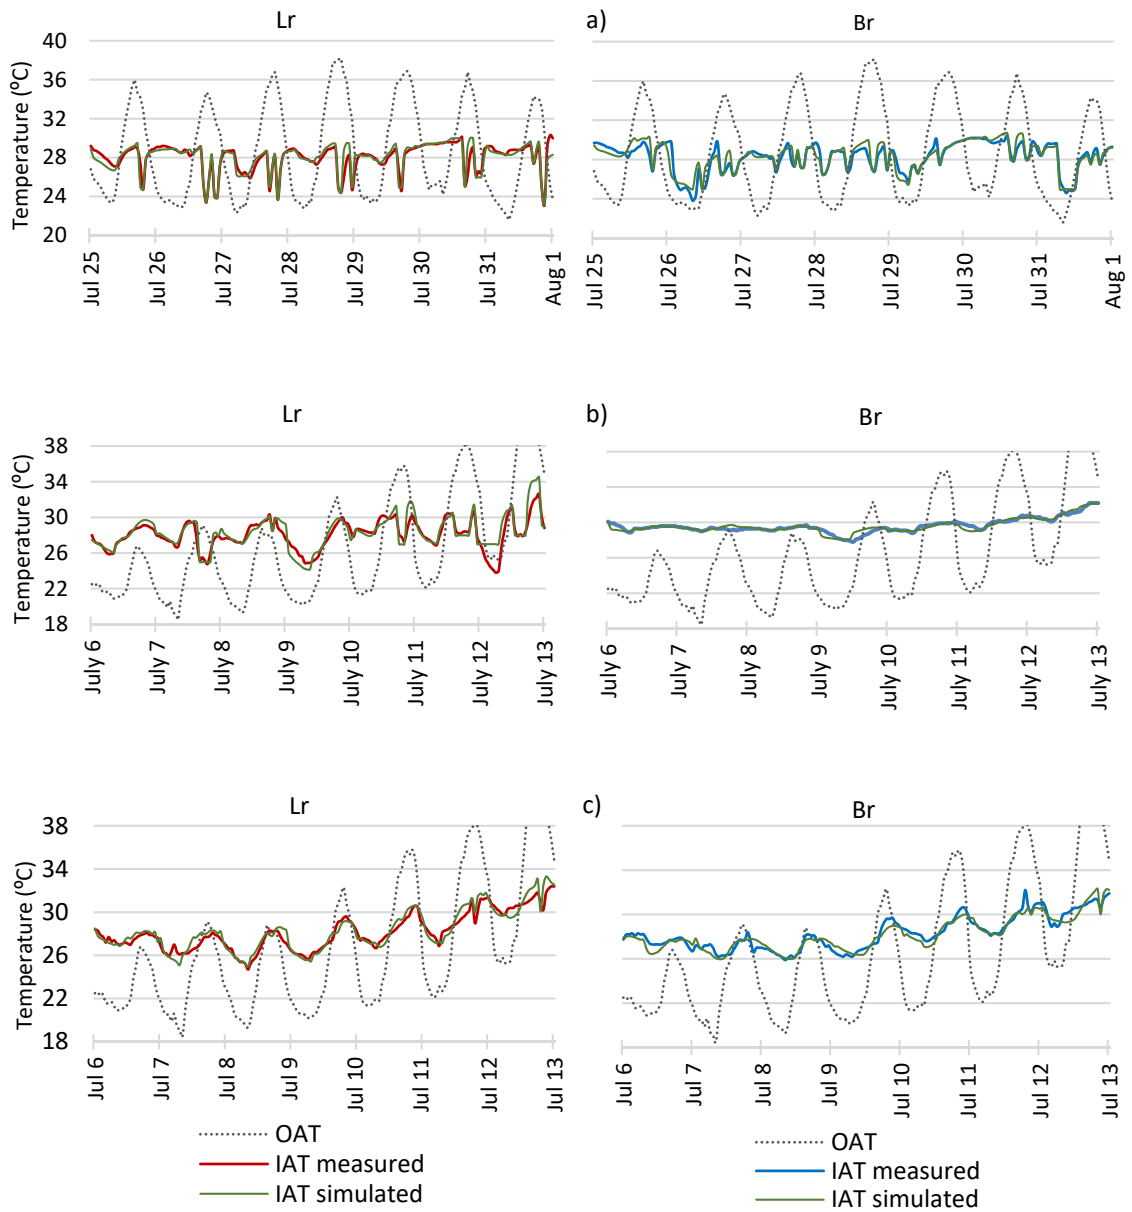 Lr
a)
Br
Temperature (⁰C)
40
36
32
28
24
20
Jul 25
Jul 26
Jul 27
Jul 28
Jul 29
Jul 30
Jul 31
Aug 1
Jul 25
Jul 26
Jul 27
Jul 28
Jul 29
Jul 30
Jul 31
Aug 1
Lr
b)
Br
Temperature (⁰C)
38
34
30
26
22
18
July 6
July 7
July 8
July 9
July 10
July 11
July 12
July 13
July 6
July 7
July 8
July 9
July 10
July 11
July 12
July 13
Lr
c)
Br
Temperature (⁰C)
38
34
30
26
22
18
Jul 6
Jul 7
Jul 8
Jul 9
Jul 10
Jul 11
Jul 12
Jul 13
Jul 6
Jul 7
Jul 8
Jul 9
Jul 10
Jul 11
Jul 12
Jul 13
OAT
IAT measured
IAT simulated
OAT
IAT measured
IAT simulated